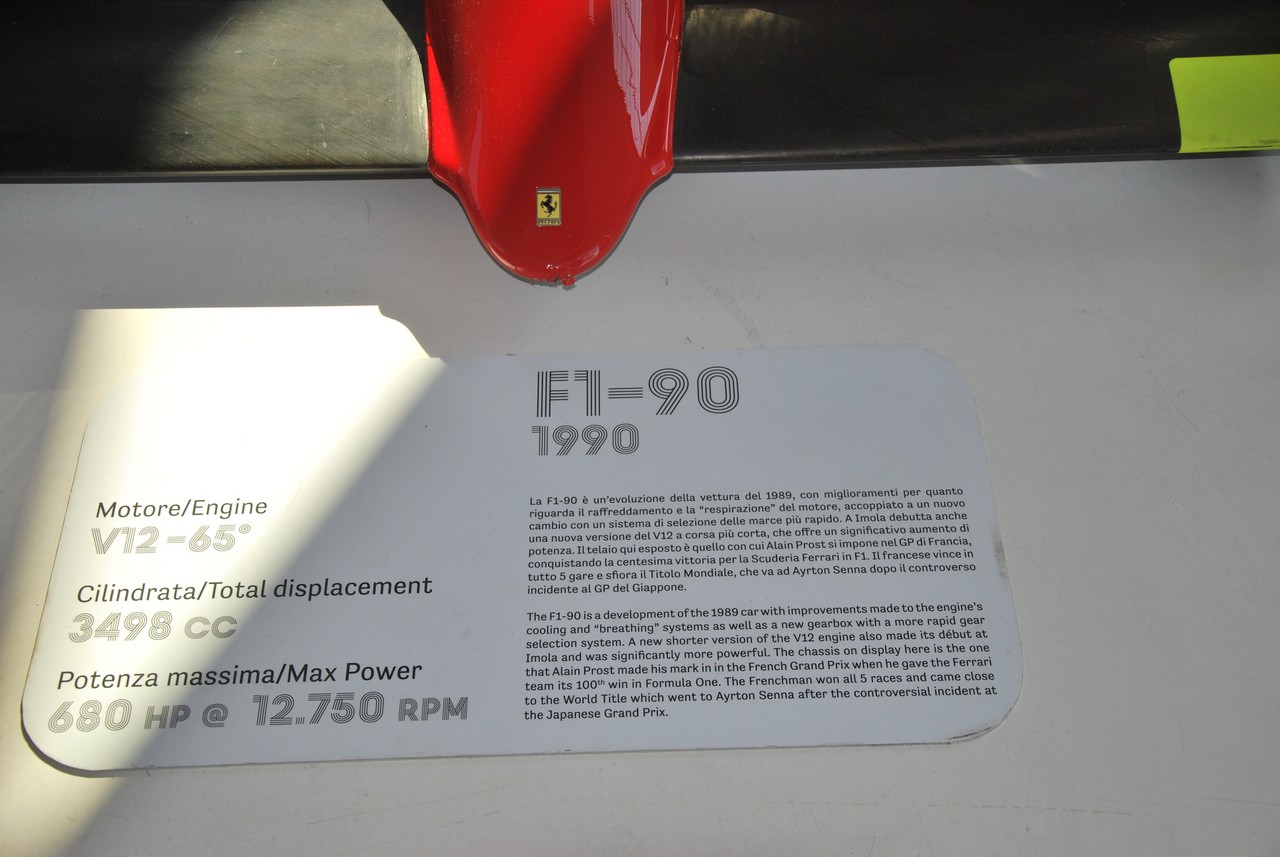 Ferrari
F1-90
1990
Motore/Engine
V12-65°
Cilindrata/Total displacement
3498 CC
Potenza massima/Max Power
680 HP @ 12.750 RPM
La F1-90 è un'evoluzione della vettura del 1989, con miglioramenti per quanto
riguarda il raffreddamento e la “respirazione” del motore, accoppiato a un nuovo
cambio con un sistema di selezione delle marce più rapido. A Imola debutta anche
una nuova versione del V12 a corsa più corta, che offre un significativo aumento di
potenza. Il telaio qui esposto è quello con cui Alain Prost si impone nel GP di Francia,
conquistando la centesima vittoria per la Scuderia Ferrari in F1. Il francese vince in
tutto 5 gare e sfiora il Titolo Mondiale, che va ad Ayrton Senna dopo il controverso
incidente al GP del Giappone.
The F1-90 is a development of the 1989 car with improvements made to the engine's
cooling and “breathing” systems as well as a new gearbox with a more rapid gear
selection system. A new shorter version of the V12 engine also made its début at
Imola and was significantly more powerful. The chassis on display here is the one
that Alain Prost made his mark in in the French Grand Prix when he gave the Ferrari
team its 100th win in Formula One. The Frenchman won all 5 races and came close
to the World Title which went to Ayrton Senna after the controversial incident at
the Japanese Grand Prix.